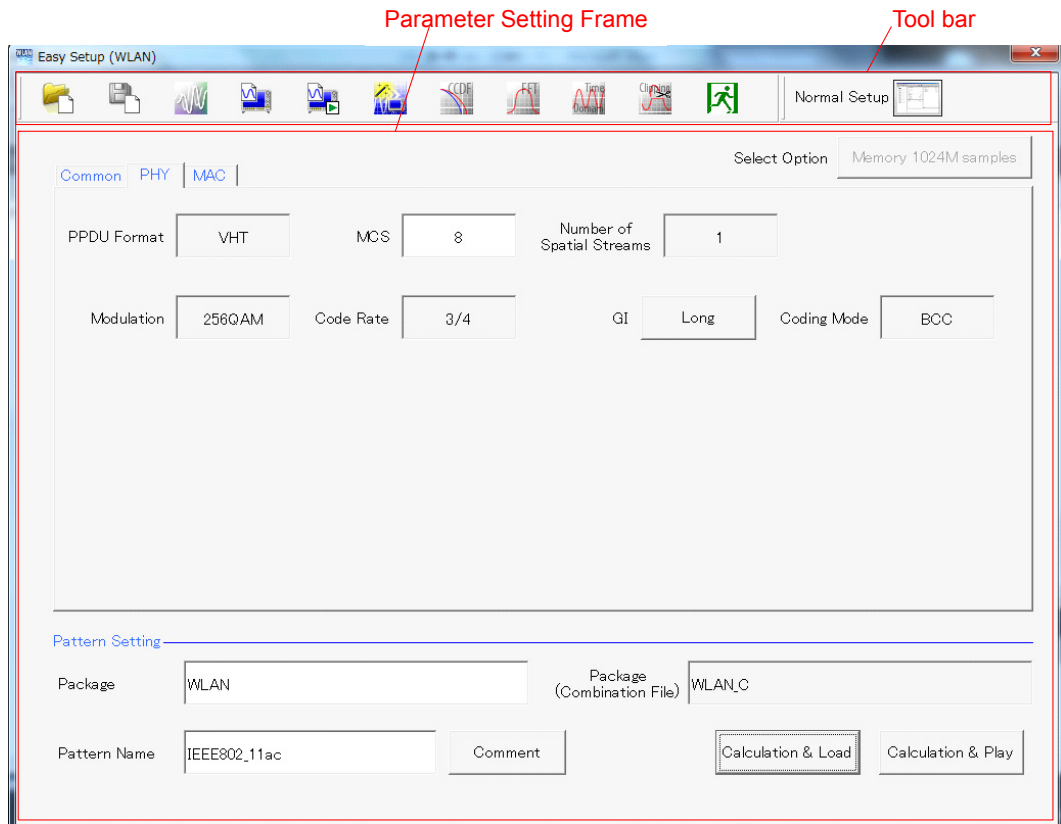 Parameter Setting Frame
Tool bar
WLAN
Easy Setup (WLAN)
CCDF
FFT
Time
Domain
Clipping
Normal Setup
Select Option
Memory 1024M samples
Common
PHY
MAC
PPDU Format
VHT
MCS
8
Number of
Spatial Streams
1
Modulation
256QAM
Code Rate
3/4
GI
Long
Coding Mode
BCC
Pattern Setting
Package
WLAN
Package
(Combination File)
WLAN_C
Pattern Name
IEEE802_11ac
Comment
Calculation & Load
Calculation & Play